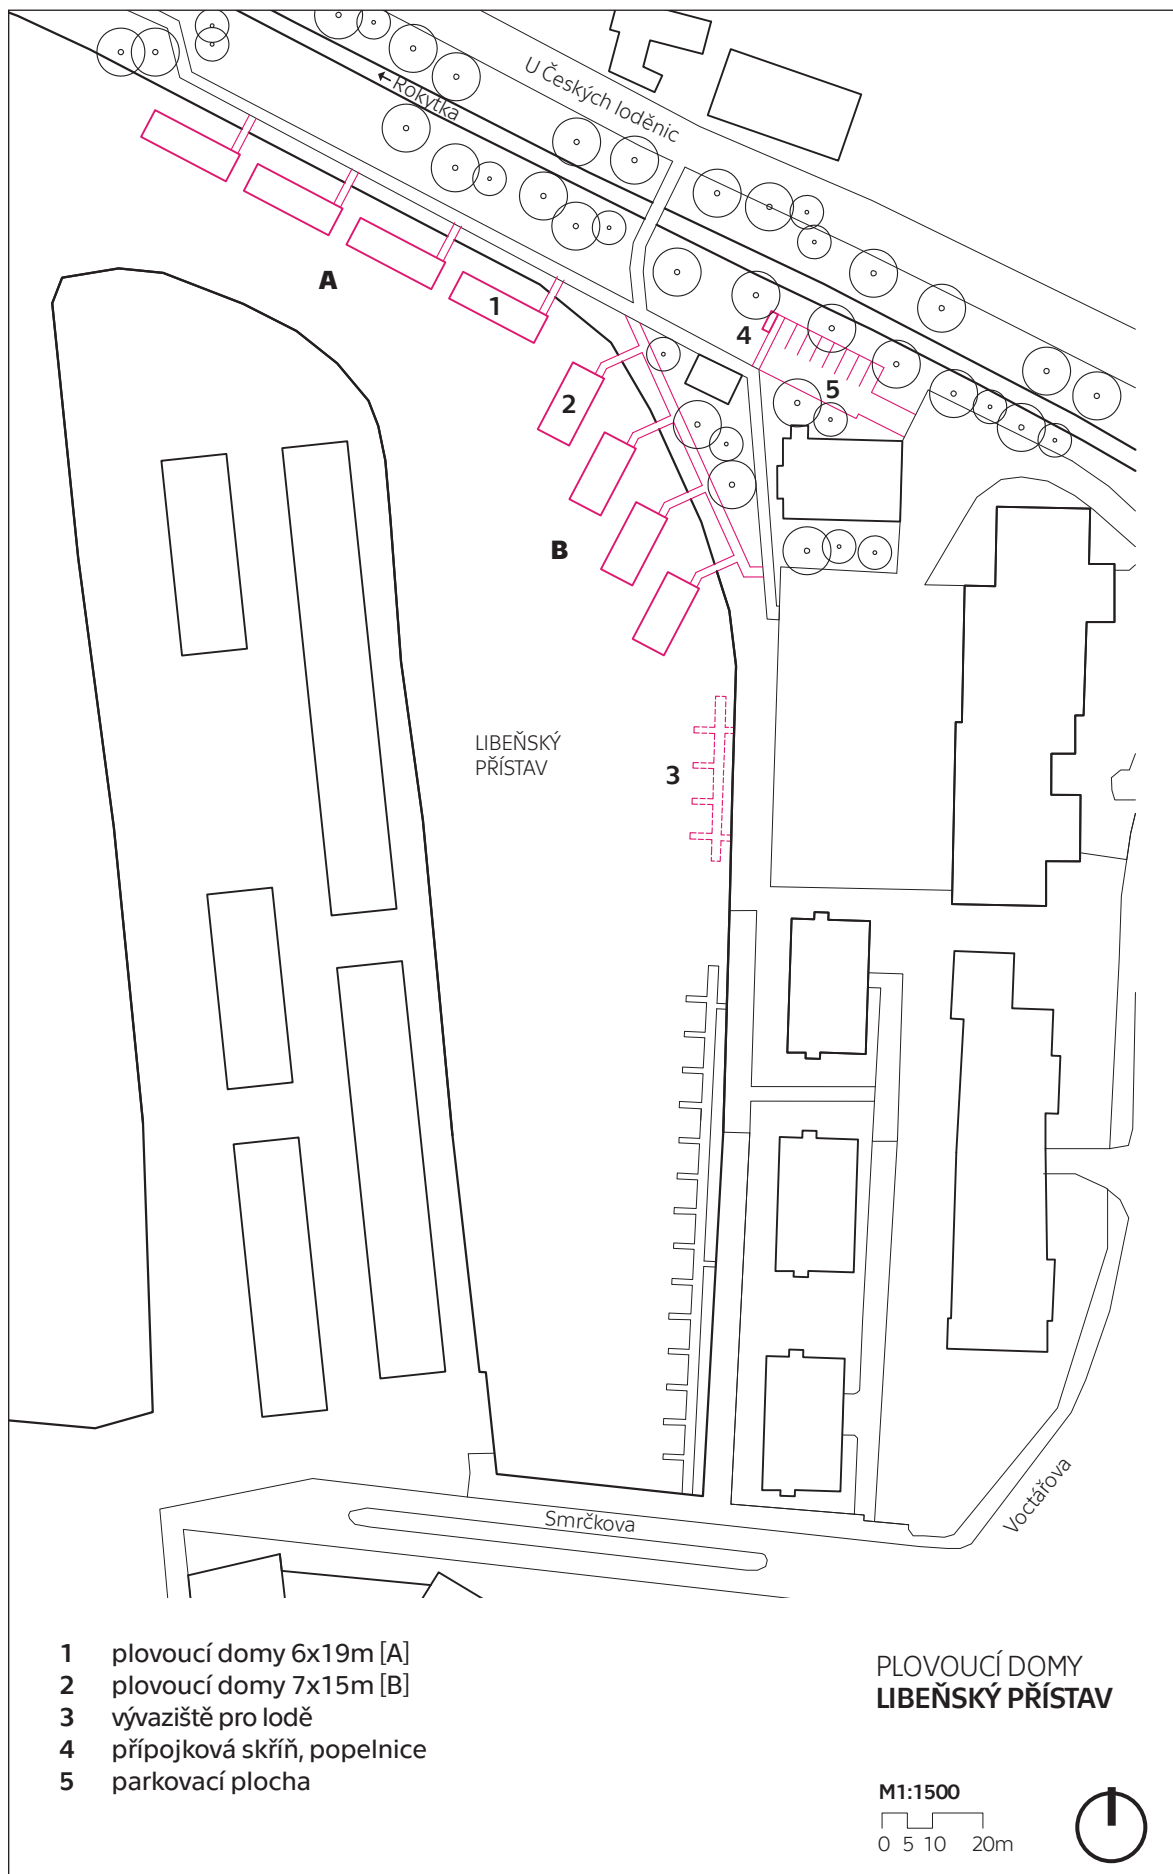 U Českých loděnic
←Rokytka
A
1
4
5
2
B
LIBEŇSKÝ
PŘÍSTAV
3
Smrčkova
Voctářova
1 plovoucí domy 6x19m [A]
2 plovoucí domy 7x15m [B]
3 vývaziště pro lodě
4 přípojková skříň, popelnice
5 parkovací plocha
PLOVOUCÍ DOMY
LIBEŇSKÝ PŘÍSTAV
M1:1500
0 5 10 20m